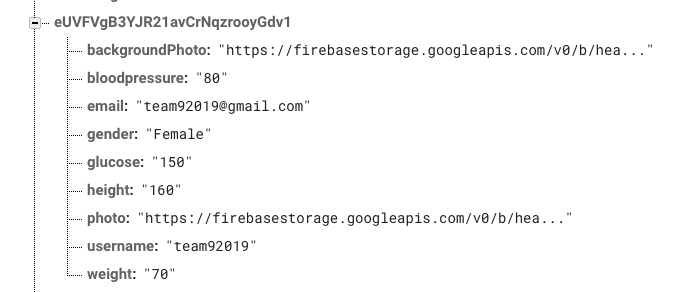 eUVFVgB3YJR21avCrNqzrooyGdv1
backgroundPhoto: "https://firebasestorage.googleapis.com/v0/b/hea..."
bloodpressure: "80"
email: "team92019@gmail.com"
gender: "Female"
glucose: "150"
height: "160"
photo: "https://firebasestorage.googleapis.com/v0/b/hea..."
username: "team92019"
weight: "70"